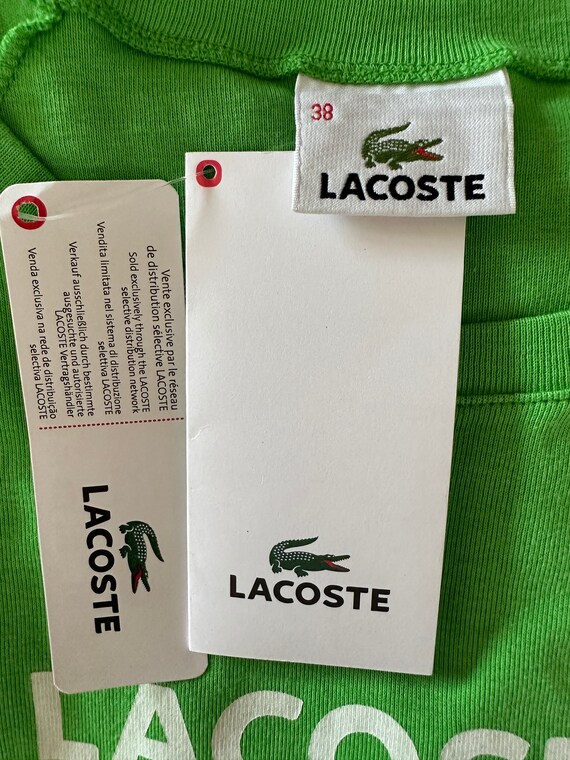 38
LACOSTE
Vente exclusive par le réseau
de distribution sélective LACOSTE
Sold exclusively through the LACOSTE
selective distribution network
Vendita limitata nel sistema di distribuzione
selettiva LACOSTE
Verkauf ausschließlich durch bestimmte
ausgesuchte und autorisierte
LACOSTE Vertragshändler
Venda exclusiva na rede de distribuição
selectiva LACOSTE
LACOSTE
LACOSTE
LACOST